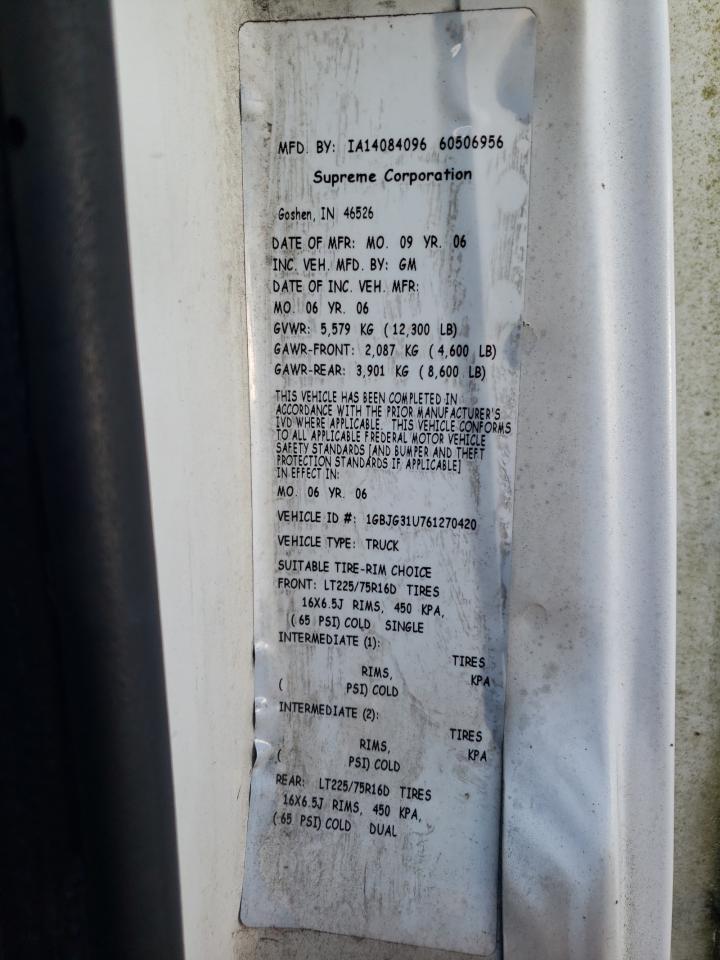 MFD. BY: IA14084096 60506956
Supreme Corporation
Goshen, IN 46526
DATE OF MFR: MO. 09 YR. 06
INC. VEH. MFD. BY: GM
DATE OF INC. VEH. MFR:
MO. 06 YR. 06
GVWR: 5,579 KG ( 12,300 LB)
GAWR-FRONT: 2,087 KG ( 4,600 LB)
GAWR-REAR: 3,901 KG ( 8,600 LB)
THIS VEHICLE HAS BEEN COMPLETED IN
ACCORDANCE WITH THE PRIOR MANUFACTURER'S
IVD WHERE APPLICABLE. THIS VEHICLE CONFORMS
TO ALL APPLICABLE FREDERAL MOTOR VEHICLE
SAFETY STANDARDS [AND BUMPER AND THEFT
PROTECTION STANDARDS IF APPLICABLE]
IN EFFECT IN:
MO. 06 YR. 06
VEHICLE ID #: 1GBJG31U761270420
VEHICLE TYPE: TRUCK
SUITABLE TIRE-RIM CHOICE
FRONT: LT225/75R16D TIRES
16X6.5J RIMS, 450 KPA,
( 65 PSI) COLD SINGLE
INTERMEDIATE (1):
TIRES
RIMS, KPA
( PSI) COLD
INTERMEDIATE (2):
TIRES
RIMS, KPA
( PSI) COLD
REAR: LT225/75R16D TIRES
16X6.5J RIMS, 450 KPA,
( 65 PSI) COLD DUAL